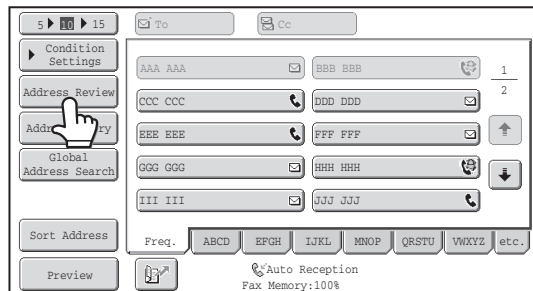 5 10 15
To
Cc
Condition
Settings
Address Review
Global
Address Search
Sort Address
Preview
AAA AAA
BBB BBB
CCC CCC
DDD DDD
EEE EEE
FFF FFF
GGG GGG
HHH HHH
III III
JJJ JJJ
1
2
Freq.
ABCD
EFGH
IJKL
MNOP
QRSTU
VWXYZ
etc.
Auto Reception
Fax Memory:100%